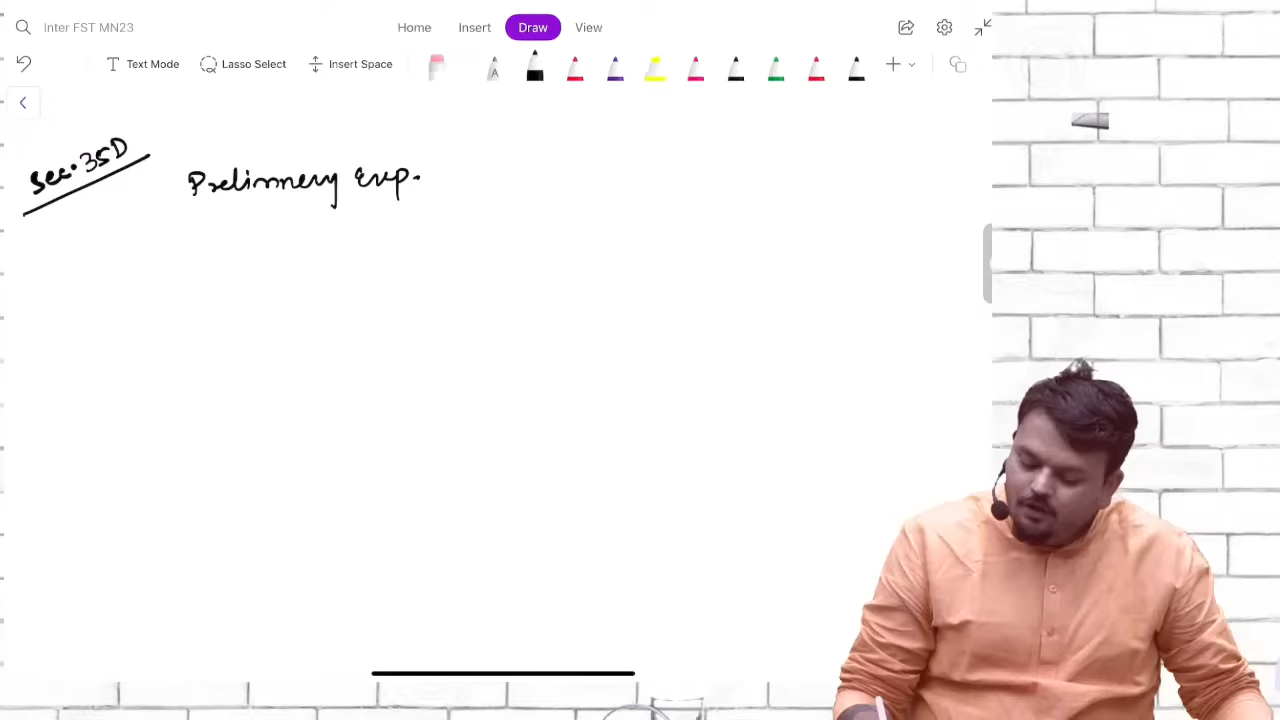 Inter FST MN23
Home Insert Draw View
Text Mode Lasso Select Insert Space
A
Sec. 35D
Prelimnery Exp.